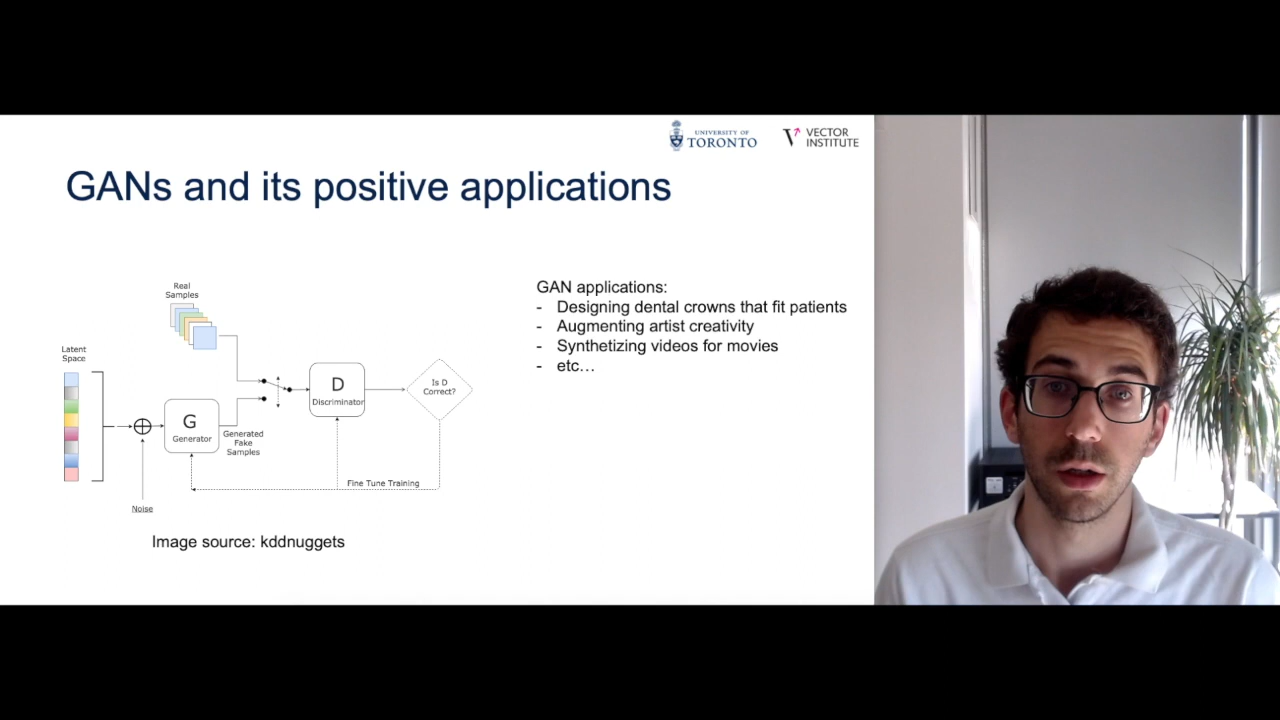 UNIVERSITY OF
TORONTO
VECTOR
INSTITUTE
GANs and its positive applications
Real
Samples
Latent
Space
G
Generator
Generated
Fake
Samples
D
Discriminator
Is D
Correct?
Fine Tune Training
Noise
Image source: kddnuggets
GAN applications:
- Designing dental crowns that fit patients
- Augmenting artist creativity
- Synthetizing videos for movies
- etc…